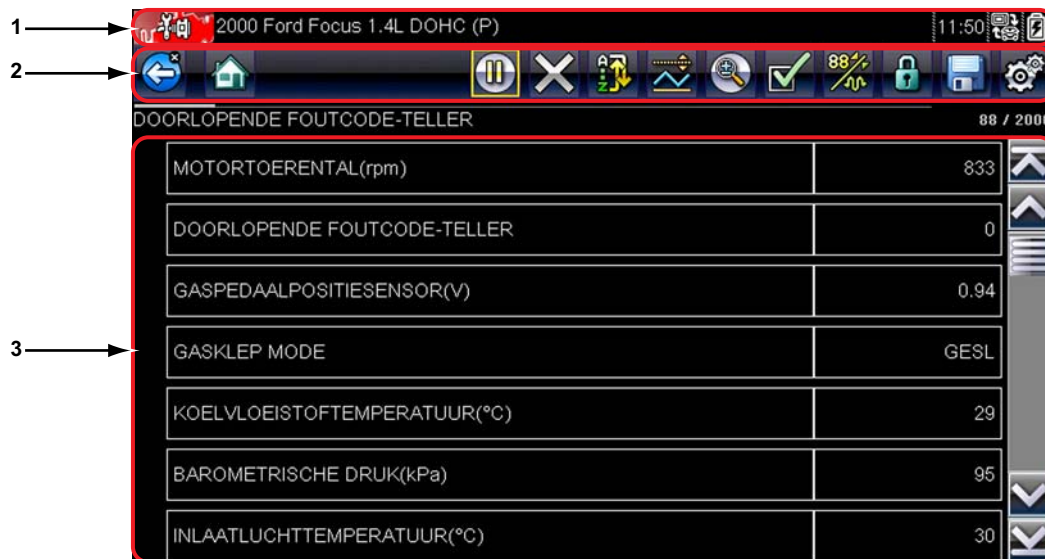 1
2000 Ford Focus 1.4L DOHC (P)
11:50
2
A
Z
88
DOORLOPENDE FOUTCODE-TELLER
88 / 2000
3
MOTORTOERENTAL(rpm)
833
DOORLOPENDE FOUTCODE-TELLER
0
GASPEDAALPOSITIESENSOR(V)
0.94
GASKLEP MODE
GESL
KOELVLOEISTOFTEMPERATUUR(°C)
29
BAROMETRISCHE DRUK(kPa)
95
INLAATLUCHTTEMPERATUUR(°C)
30